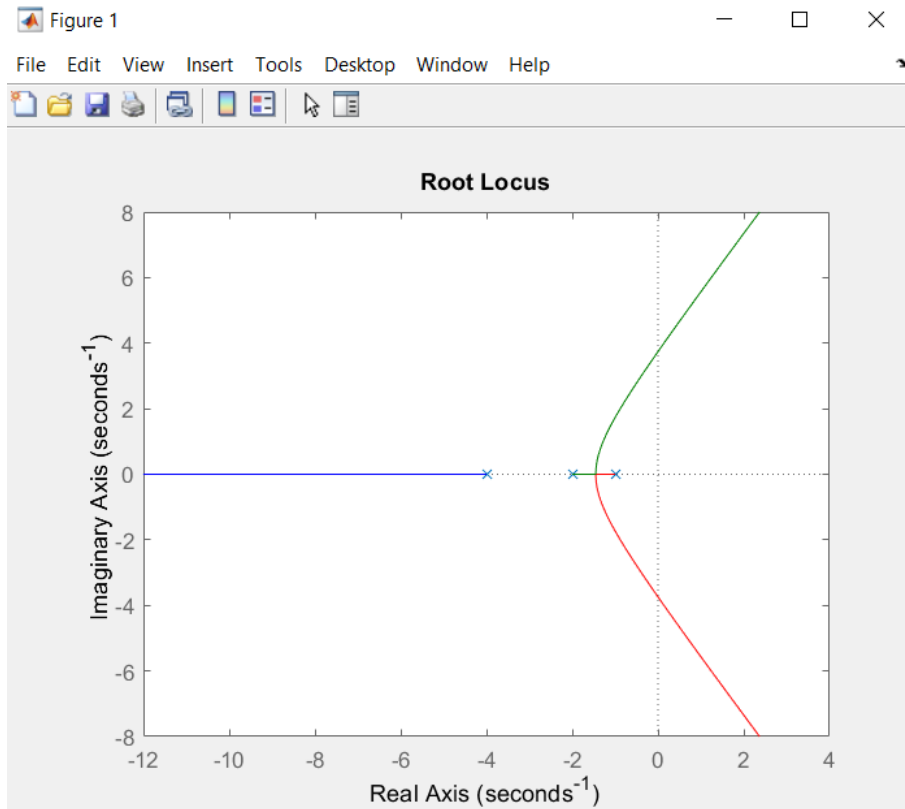 Figure 1
File Edit View Insert Tools Desktop Window Help
Root Locus
8
6
4
2
0
-2
-4
-6
-8
Imaginary Axis (seconds⁻¹)
-12 -10 -8 -6 -4 -2 0 2 4
Real Axis (seconds⁻¹)